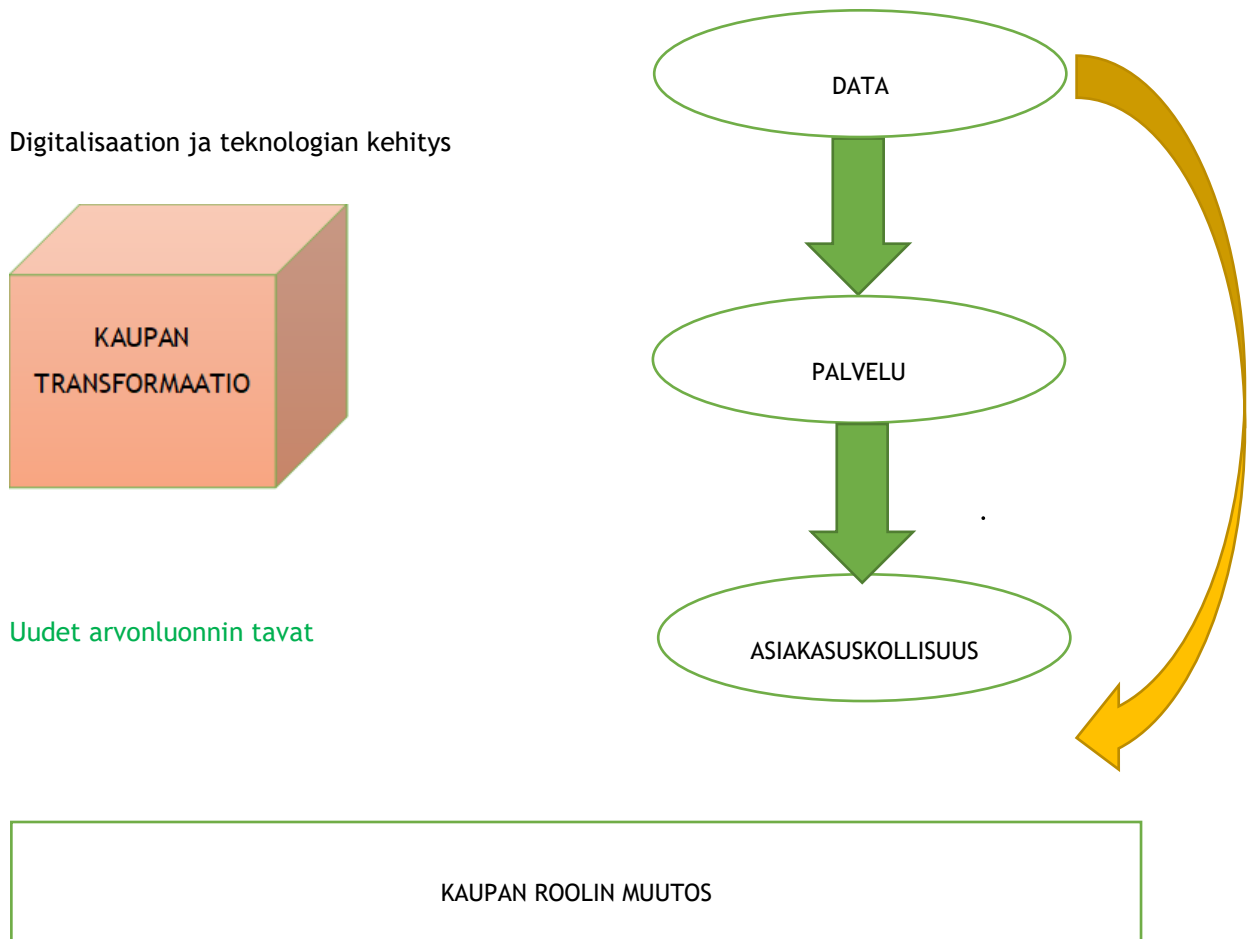 DATA
Digitalisaation ja teknologian kehitys
KAUPAN
TRANSFORMAATIO
PALVELU
.
Uudet arvonluonnin tavat
ASIAKASUSKOLLISUUS
KAUPAN ROOLIN MUUTOS